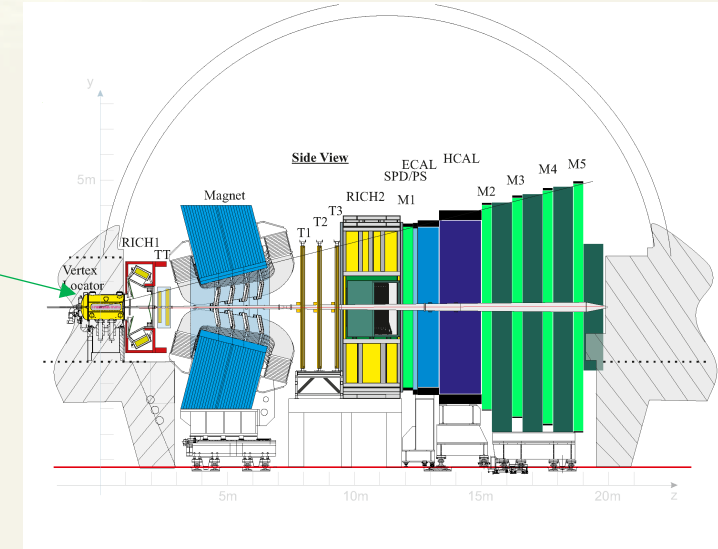 y
Side View
5m
ECAL
HCAL
SPD/PS
M5
M4
M3
M2
Magnet
RICH2
M1
T3
T2
T1
RICH1
TT
Vertex
Locator
5m
10m
15m
20m
z